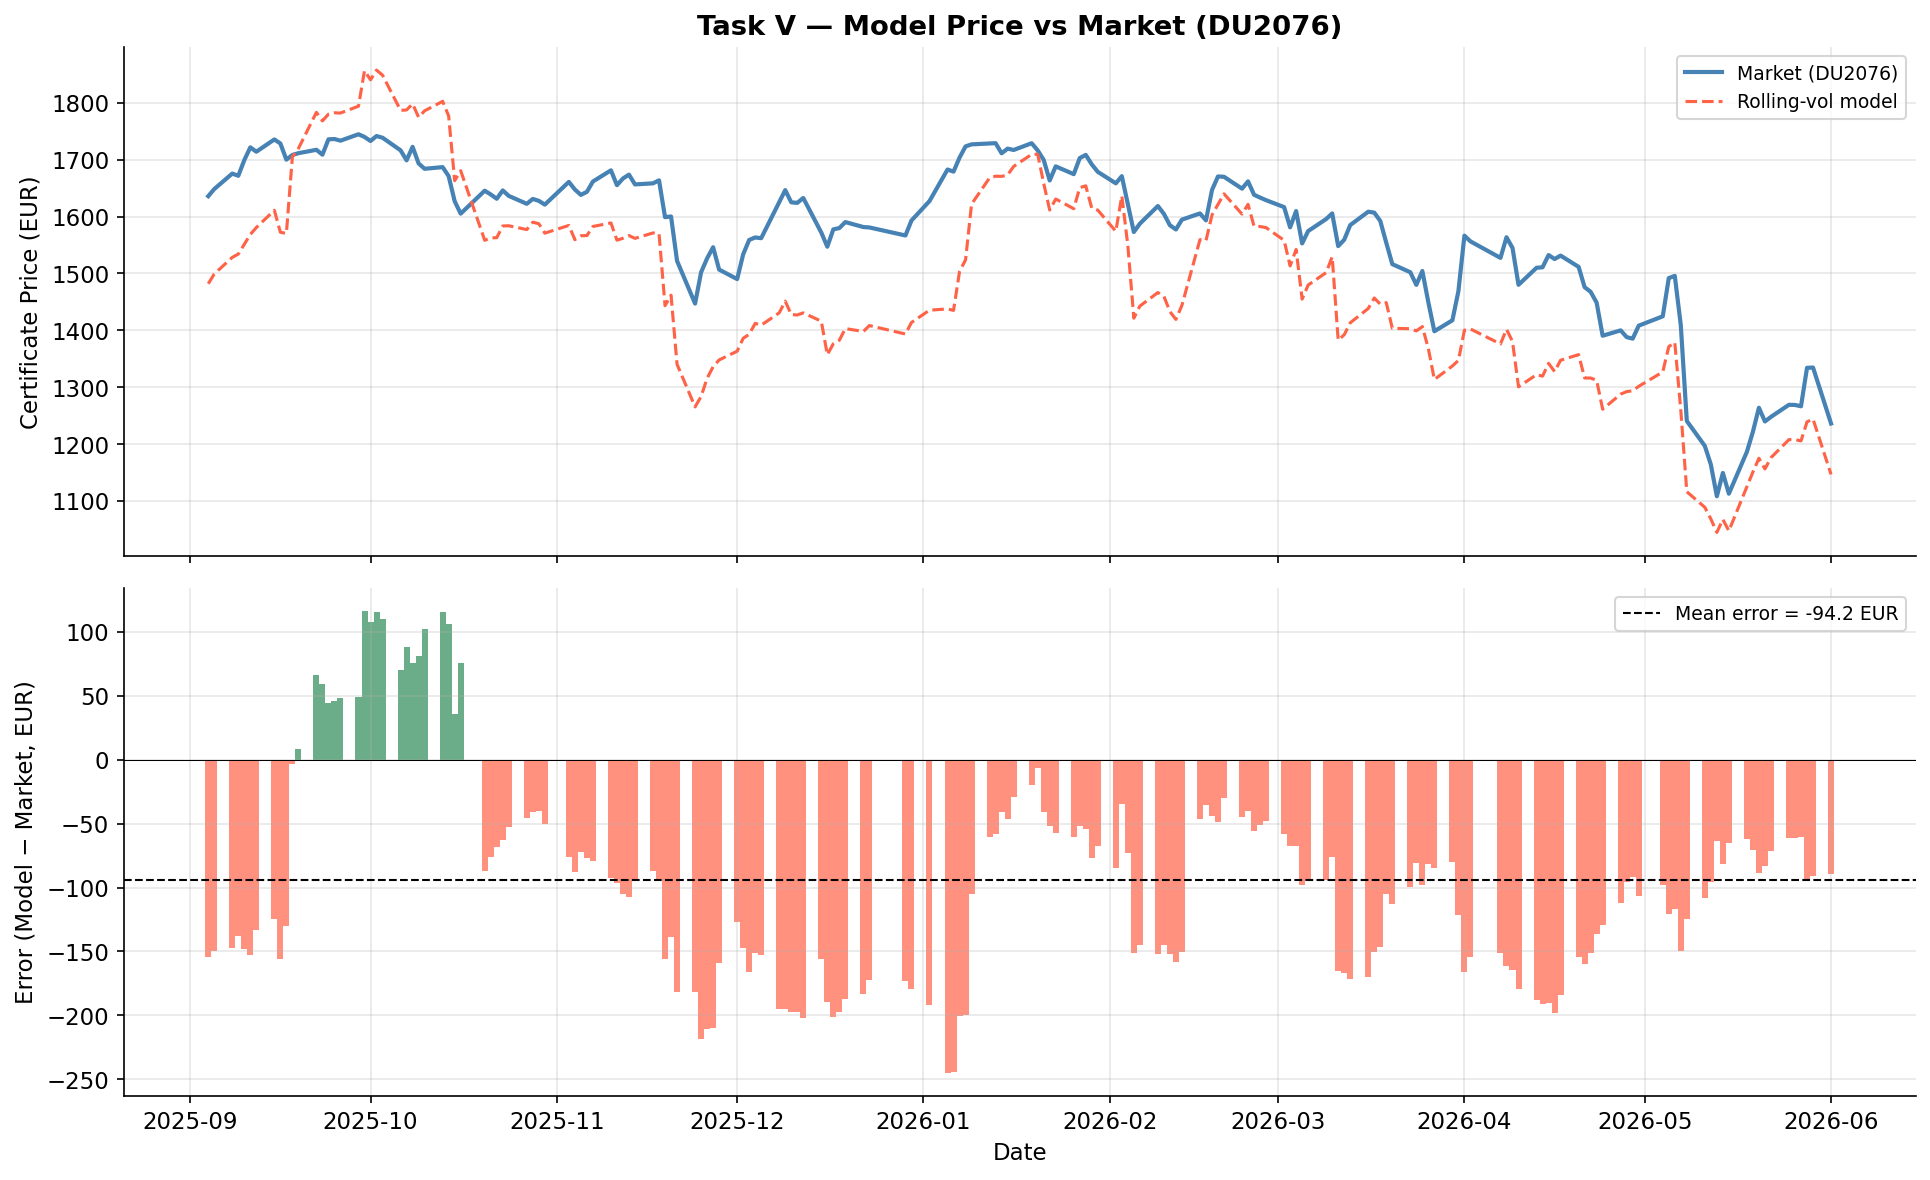 Task V — Model Price vs Market (DU2076)
Market (DU2076)
Rolling-vol model
Certificate Price (EUR)
1800
1700
1600
1500
1400
1300
1200
1100
Mean error = -94.2 EUR
Error (Model − Market, EUR)
100
50
0
−50
−100
−150
−200
−250
2025-09 2025-10 2025-11 2025-12 2026-01 2026-02 2026-03 2026-04 2026-05 2026-06
Date